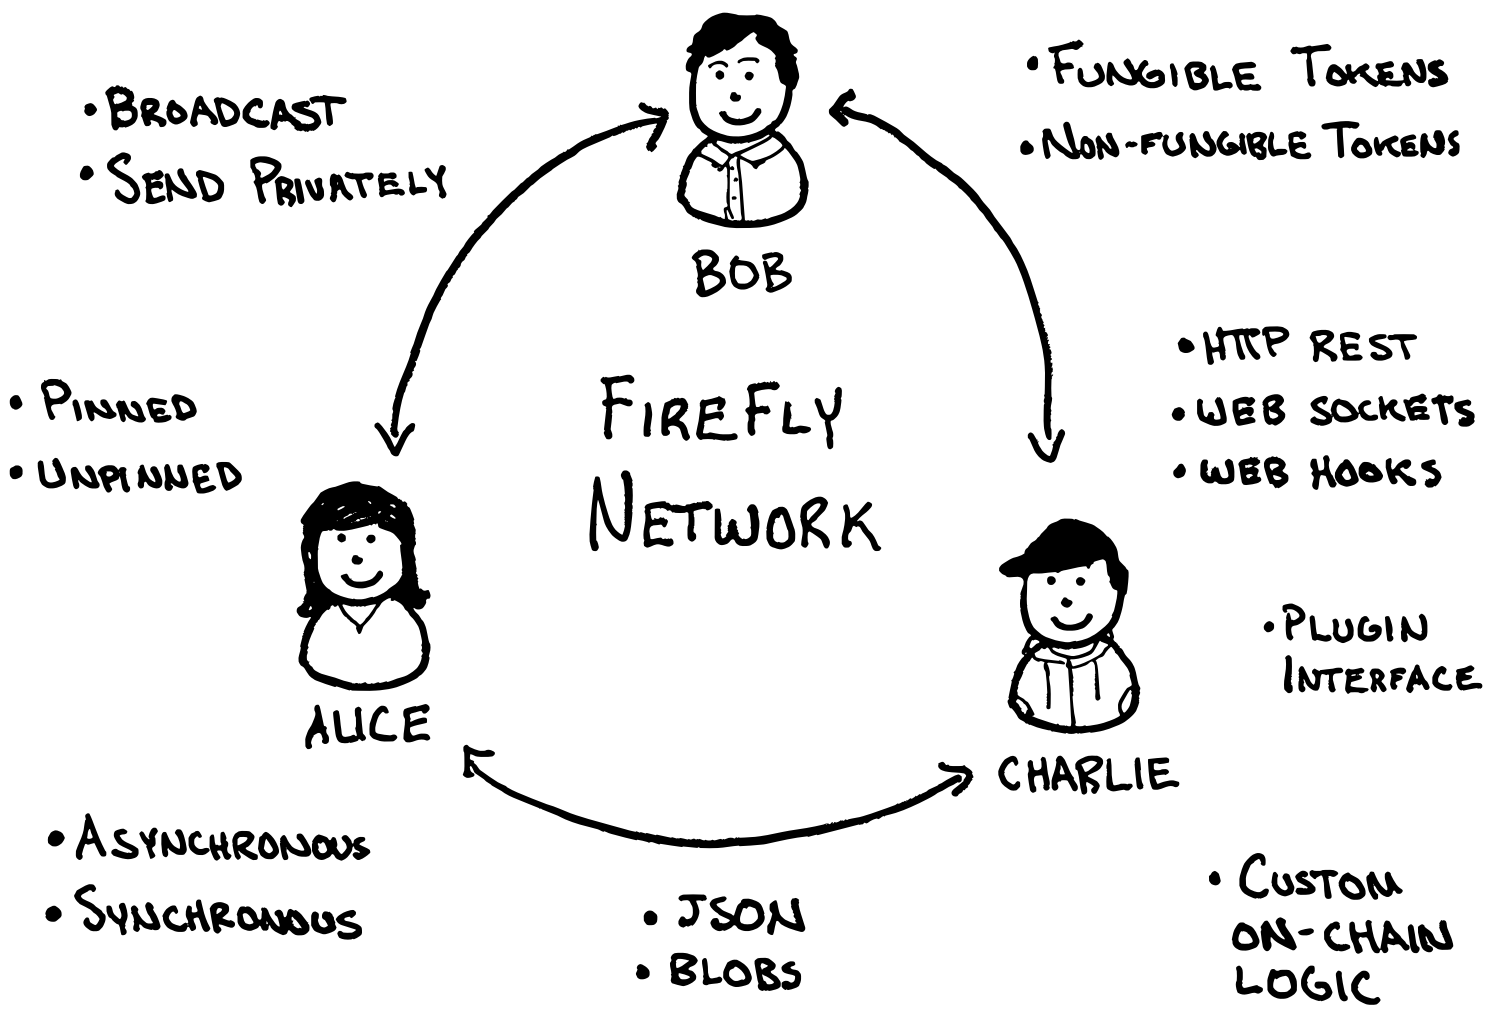 • Broadcast
• Send Privately
• Fungible Tokens
• Non-fungible Tokens
BOB
• Pinned
• Unpinned
FireFly
Network
• HTTP REST
• WEB SOCKETS
• WEB HOOKS
ALICE
• Plugin
Interface
CHARLIE
• Asynchronous
• Synchronous
• JSON
• BLOBS
• Custom
ON-CHAIN
LOGIC